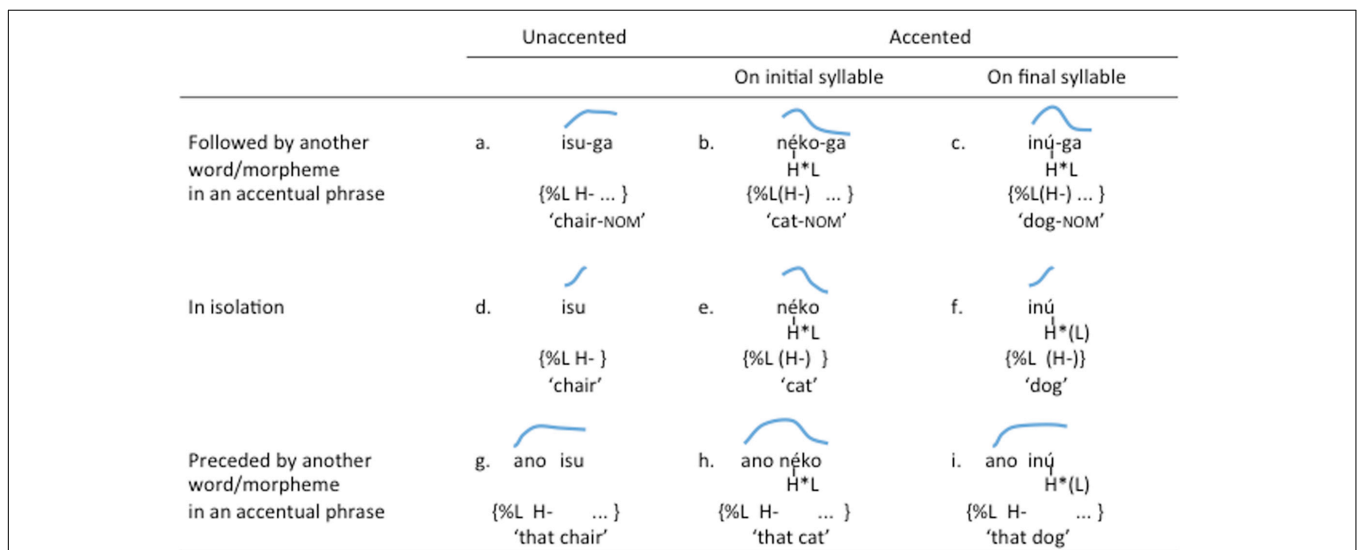 Unaccented Accented
On initial syllable On final syllable
Followed by another a. isu-ga b. néko-ga c. inú-ga
word/morpheme H*L H*L
in an accentual phrase {%L H- ... } {%L(H-) ... } {%L(H-) ... }
‘chair-NOM’ ‘cat-NOM’ ‘dog-NOM’
In isolation d. isu e. néko f. inú
H*L H*(L)
{%L H- } {%L (H-) } {%L (H-)}
‘chair’ ‘cat’ ‘dog’
Preceded by another g. ano isu h. ano néko i. ano inú
word/morpheme H*L H*(L)
in an accentual phrase {%L H- ... } {%L H- ... } {%L H- ... }
‘that chair’ ‘that cat’ ‘that dog’